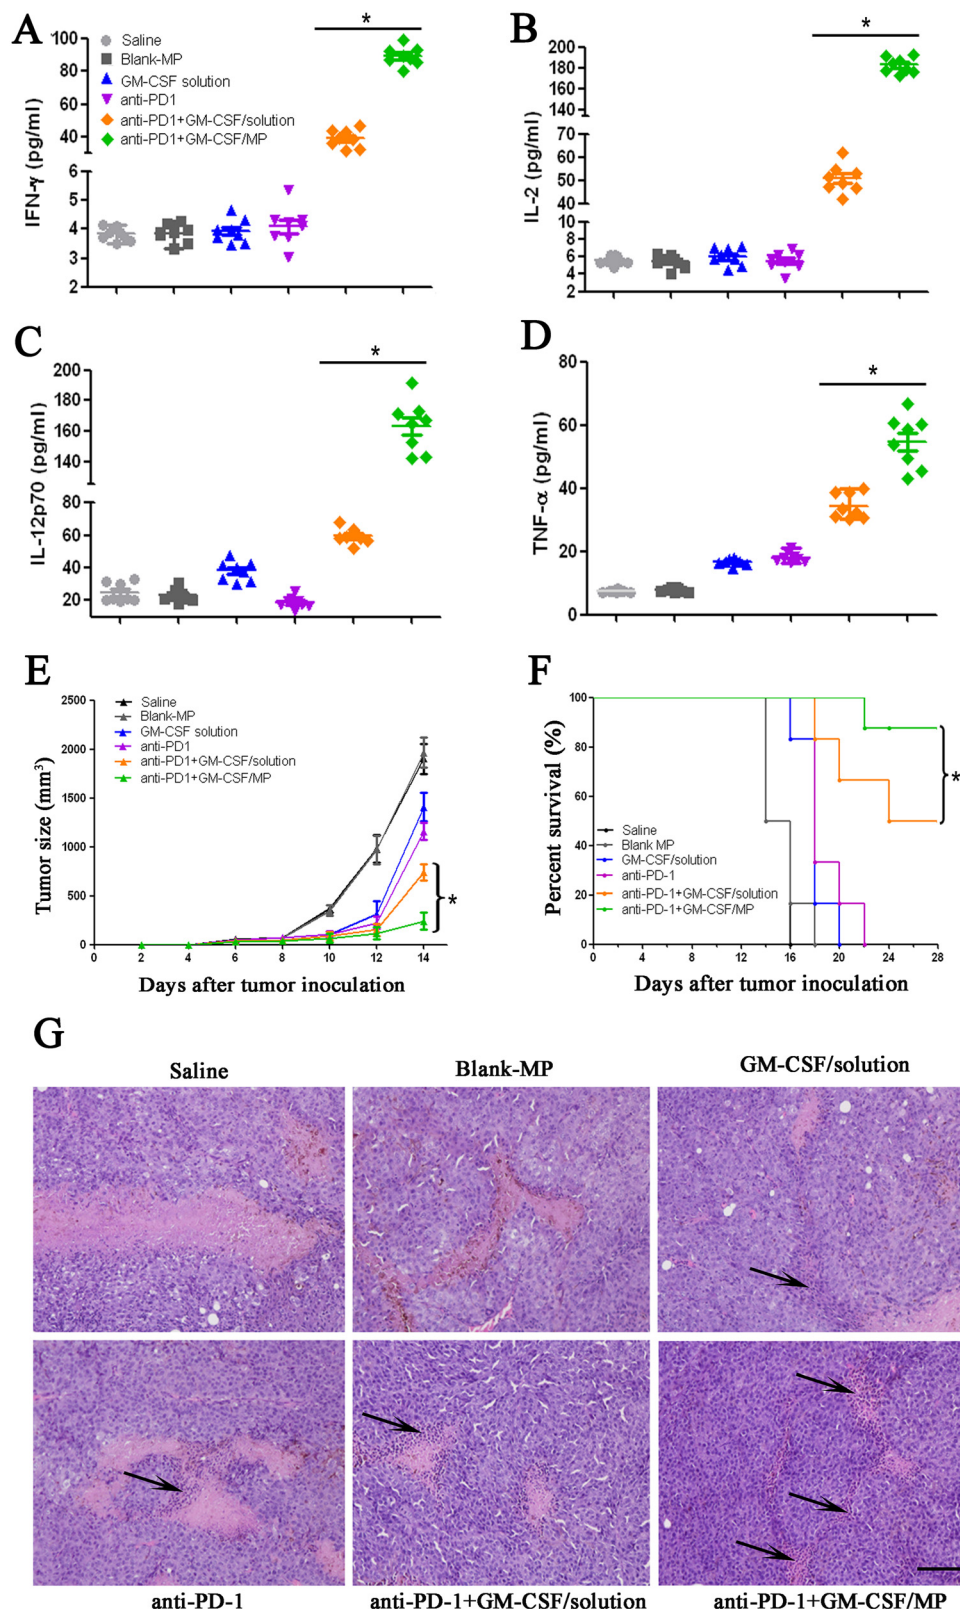 A
IFN-γ (pg/ml)
100
80
60
40
6
5
4
3
2
Saline
Blank-MP
GM-CSF solution
anti-PD1
anti-PD1+GM-CSF/solution
anti-PD1+GM-CSF/MP
*
B
IL-2 (pg/ml)
200
180
160
140
70
60
50
40
10
8
6
4
2
*
C
IL-12p70 (pg/ml)
200
180
160
140
80
60
40
20
*
D
TNF-α (pg/ml)
80
60
40
20
0
*
E
Tumor size (mm³)
2500
2000
1500
1000
500
0
Saline
Blank-MP
GM-CSF solution
anti-PD1
anti-PD1+GM-CSF/solution
anti-PD1+GM-CSF/MP
*
0 2 4 6 8 10 12 14
Days after tumor inoculation
F
Percent survival (%)
100
80
60
40
20
0
Saline
Blank MP
GM-CSF/solution
anti-PD-1
anti-PD-1+GM-CSF/solution
anti-PD-1+GM-CSF/MP
*
0 4 8 12 16 20 24 28
Days after tumor inoculation
G
Saline Blank-MP GM-CSF/solution
anti-PD-1 anti-PD-1+GM-CSF/solution anti-PD-1+GM-CSF/MP